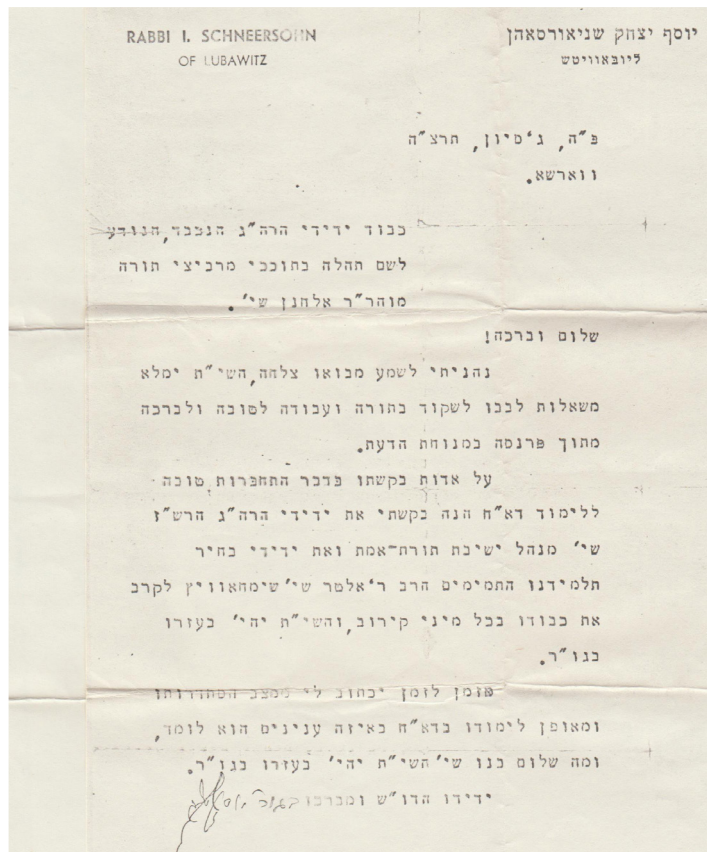 RABBI I. SCHNEERSOHN
OF LUBAWITZ
יוסף יצחק שניאורסאהן
ליובאוויטש
ב"ה, ג'סיון, תרצ"ה
ווארשא.
כבוד ידידי הרה"ג הנכבד, הנודע
לשם תהלה בתוככי מרביצי תורה
מוהר"ר אלחנן שי'.
שלום וברכה!
נהניתי לשמע מבואו צלחה, השי"ת ימלא
משאלות לבבו לשקוד בתורה ועבודה לטובה ולברכה
מתוך פרנסה במנוחת הדעת.
על אדות בקשתו בדבר התחברות טובה
ללימוד דא"ח הנה בקשתי את ידידי הרה"ג הרש"ז
שי' מנהל ישיבת תורת-אמת ואת ידידי בחיר
תלמידנו התמימים הרב ר'אלטר שי'שימחאוויץ לקרב
את כבודו בכל מיני קירוב, והשי"ת יהי' בעזרו
בגו"ר.
מזמן לזמן יכתוב לי ממצב הסתדרותו
ומאופן לימודו בדא"ח באיזה ענינים הוא לומד,
ומה שלום בנו שי'השי"ת יהי' בעזרו בגו"ר.
ידידו הדו"ש ומברכו